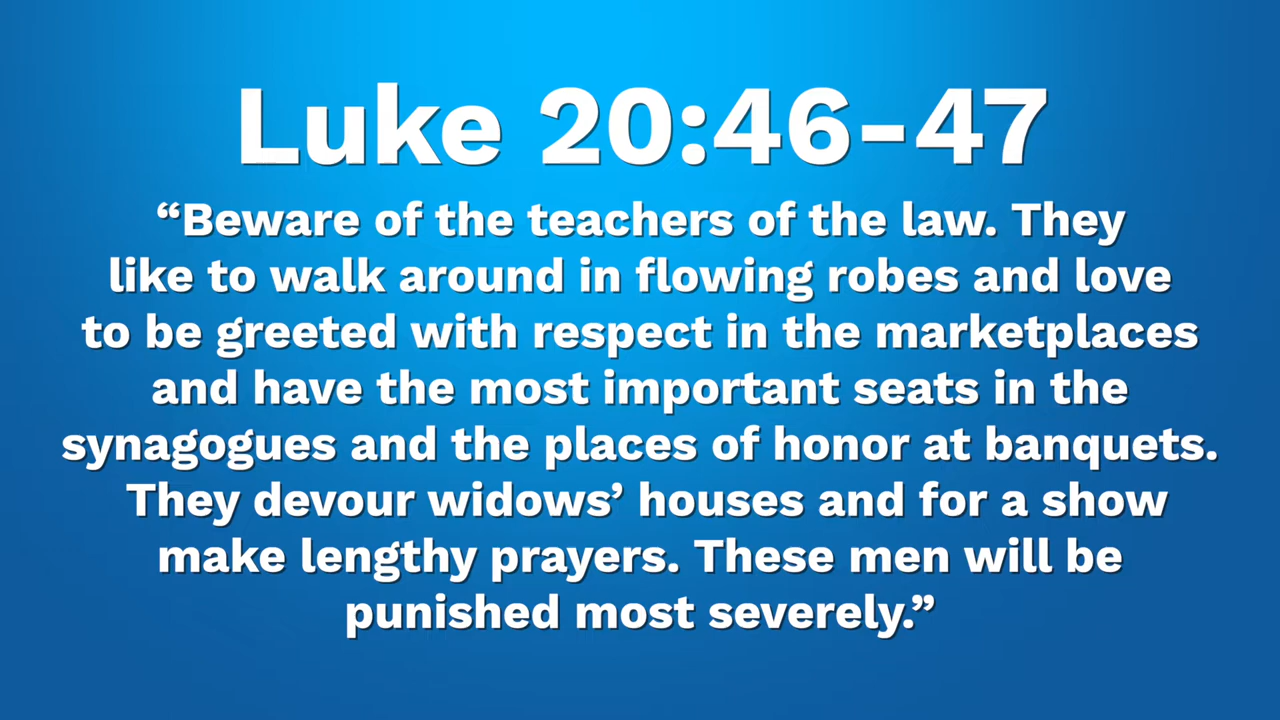 Luke 20:46-47
“Beware of the teachers of the law. They
like to walk around in flowing robes and love
to be greeted with respect in the marketplaces
and have the most important seats in the
synagogues and the places of honor at banquets.
They devour widows’ houses and for a show
make lengthy prayers. These men will be
punished most severely.”